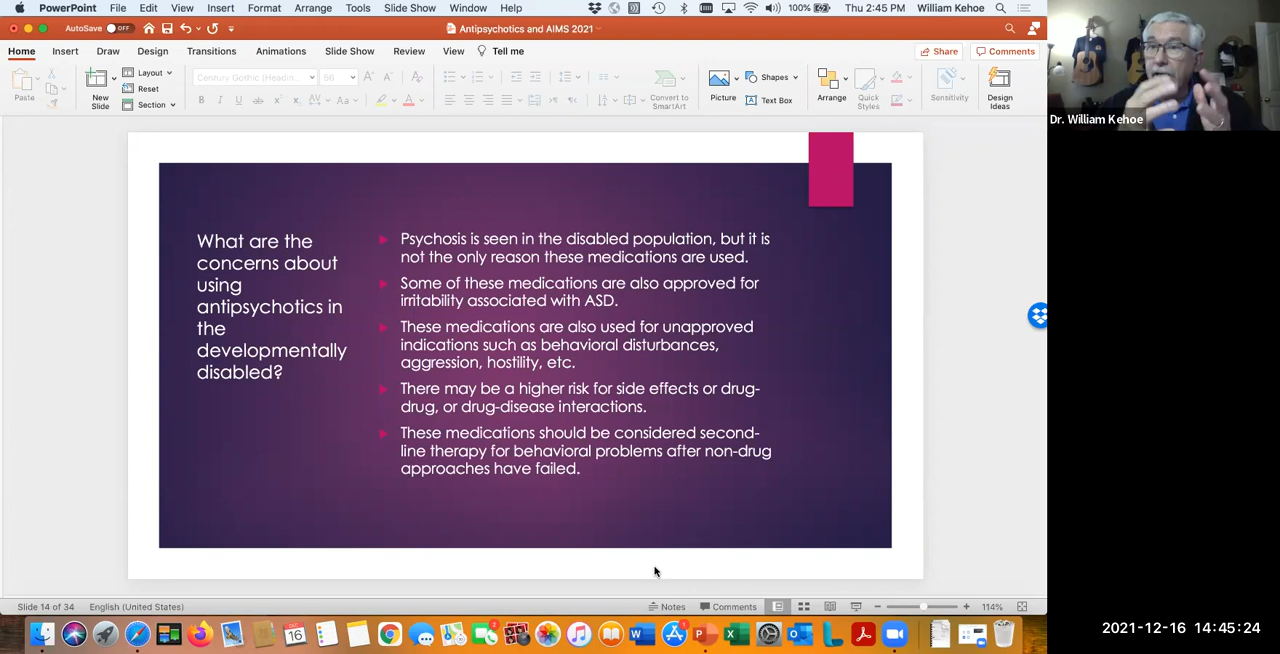 PowerPoint File Edit View Insert Format Arrange Tools Slide Show Window Help 100% Thu 2:45 PM William Kehoe
AutoSave OFF Antipsychotics and AIMS 2021
Home Insert Draw Design Transitions Animations Slide Show Review View Tell me Share Comments
Paste New Slide Layout Reset Section Century Gothic (Headin... 56 Convert to SmartArt Picture Shapes Text Box Arrange Quick Styles Sensitivity Design Ideas
Dr. William Kehoe
What are the
concerns about
using
antipsychotics in
the
developmentally
disabled?
Psychosis is seen in the disabled population, but it is
not the only reason these medications are used.
Some of these medications are also approved for
irritability associated with ASD.
These medications are also used for unapproved
indications such as behavioral disturbances,
aggression, hostility, etc.
There may be a higher risk for side effects or drug-
drug, or drug-disease interactions.
These medications should be considered second-
line therapy for behavioral problems after non-drug
approaches have failed.
Slide 14 of 34 English (United States) Notes Comments 114%
2021-12-16 14:45:24